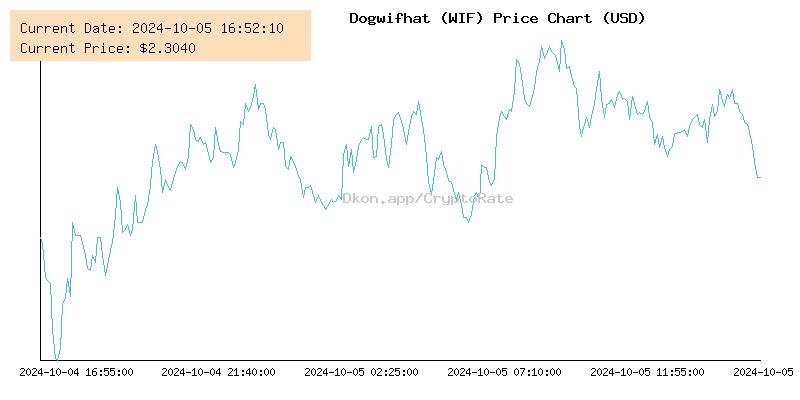 Dogwifhat (WIF) Price Chart (USD)
Current Date: 2024-10-05 16:52:10
Current Price: $2.3040
Dkon.app/CryptoRate
2024-10-04 16:55:00 2024-10-04 21:40:00 2024-10-05 02:25:00 2024-10-05 07:10:00 2024-10-05 11:55:00 2024-10-05